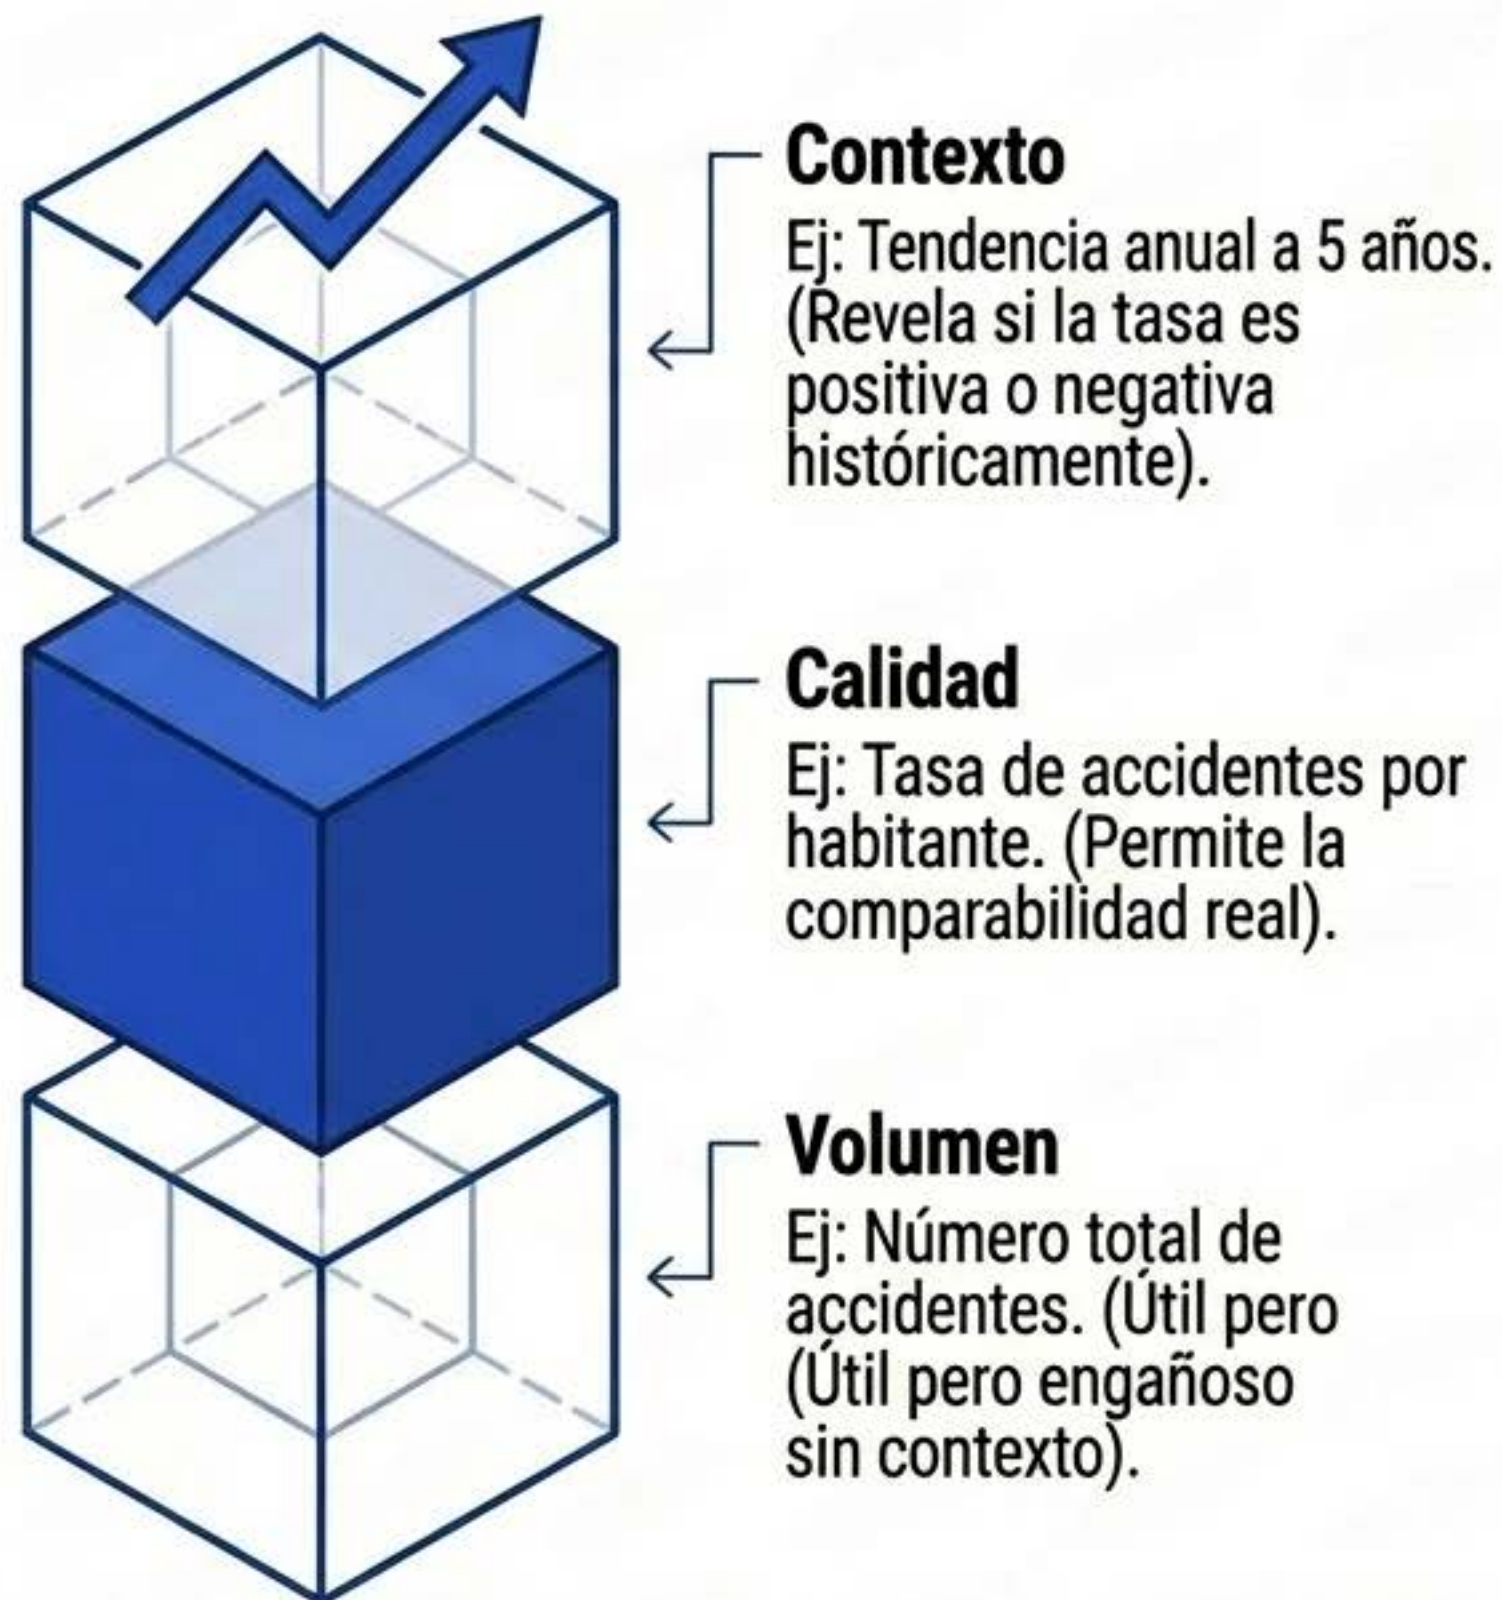 Contexto
Ej: Tendencia anual a 5 años.
(Revela si la tasa es
positiva o negativa
históricamente).
Calidad
Ej: Tasa de accidentes por
habitante. (Permite la
comparabilidad real).
Volumen
Ej: Número total de
accidentes. (Útil pero
(Útil pero engañoso
sin contexto).